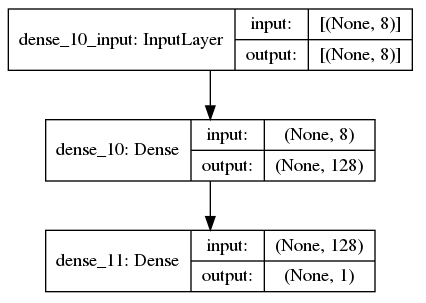 dense_10_input: InputLayer
input:
[(None, 8)]
output:
[(None, 8)]
dense_10: Dense
input:
(None, 8)
output:
(None, 128)
dense_11: Dense
input:
(None, 128)
output:
(None, 1)